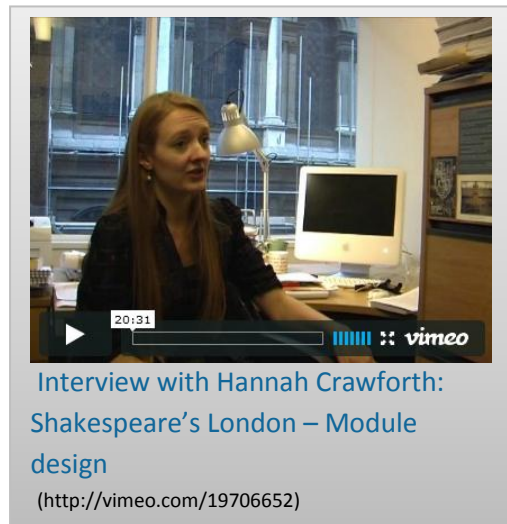 20:31
vimeo
Interview with Hannah Crawforth:
Shakespeare’s London – Module
design
(http://vimeo.com/19706652)